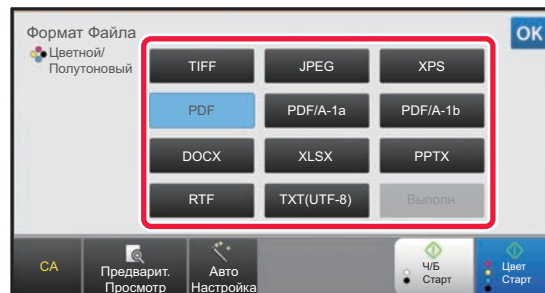 Формат Файла
OK
Цветной/
Полутоновый
TIFF JPEG XPS
PDF PDF/A-1a PDF/A-1b
DOCX XLSX PPTX
RTF TXT(UTF-8) Выполн
CA
Предварит.
Просмотр
Авто
Настройка
Ч/Б
Старт
Цвет
Старт